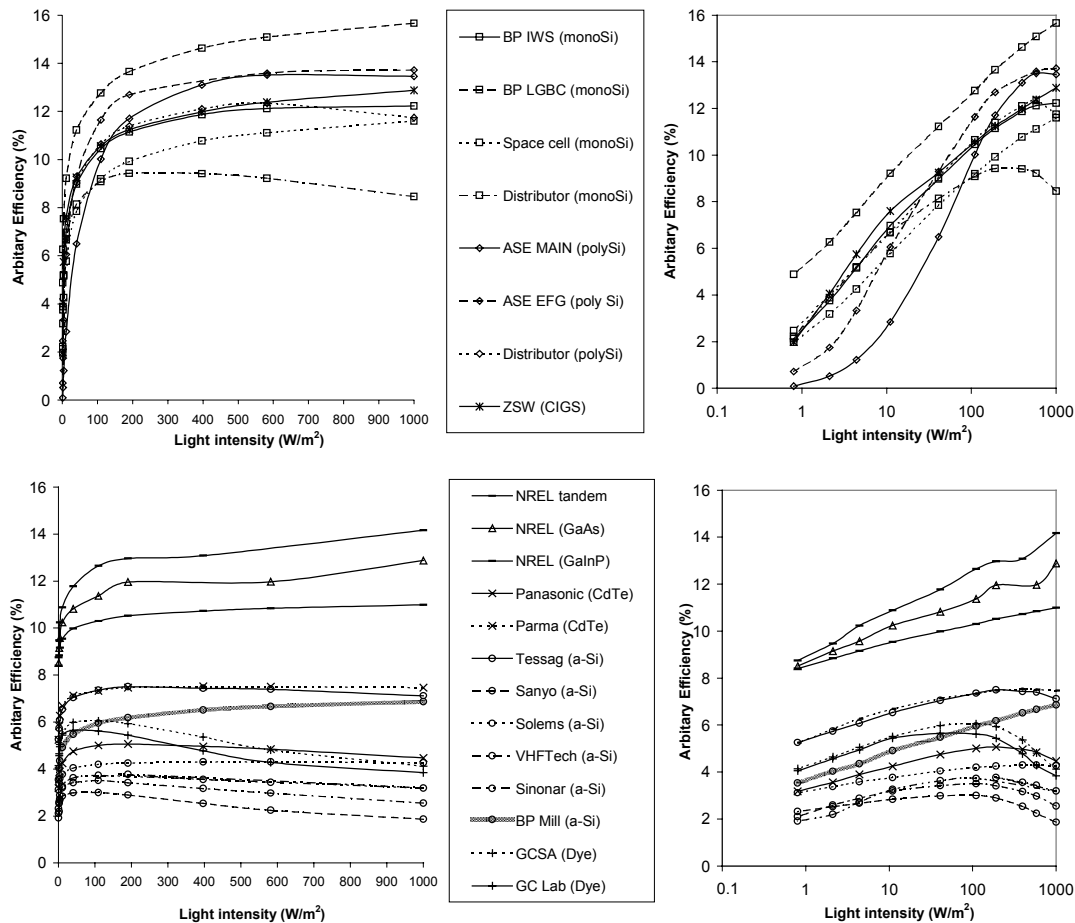 16
14
12
10
8
6
4
2
0
Arbitary Efficiency (%)
0 100 200 300 400 500 600 700 800 900 1000
Light intensity (W/m²)
BP IWS (monoSi)
BP LGBC (monoSi)
Space cell (monoSi)
Distributor (monoSi)
ASE MAIN (polySi)
ASE EFG (poly Si)
Distributor (polySi)
ZSW (CIGS)
16
14
12
10
8
6
4
2
0
Arbitary Efficiency (%)
0.1 1 10 100 1000
Light intensity (W/m²)
16
14
12
10
8
6
4
2
0
Arbitary Efficiency (%)
0 100 200 300 400 500 600 700 800 900 1000
Light intensity (W/m²)
NREL tandem
NREL (GaAs)
NREL (GaInP)
Panasonic (CdTe)
Parma (CdTe)
Tessag (a-Si)
Sanyo (a-Si)
Solems (a-Si)
VHFTech (a-Si)
Sinonar (a-Si)
BP Mill (a-Si)
GCSA (Dye)
GC Lab (Dye)
16
14
12
10
8
6
4
2
0
Arbitary Efficiency (%)
0.1 1 10 100 1000
Light intensity (W/m²)